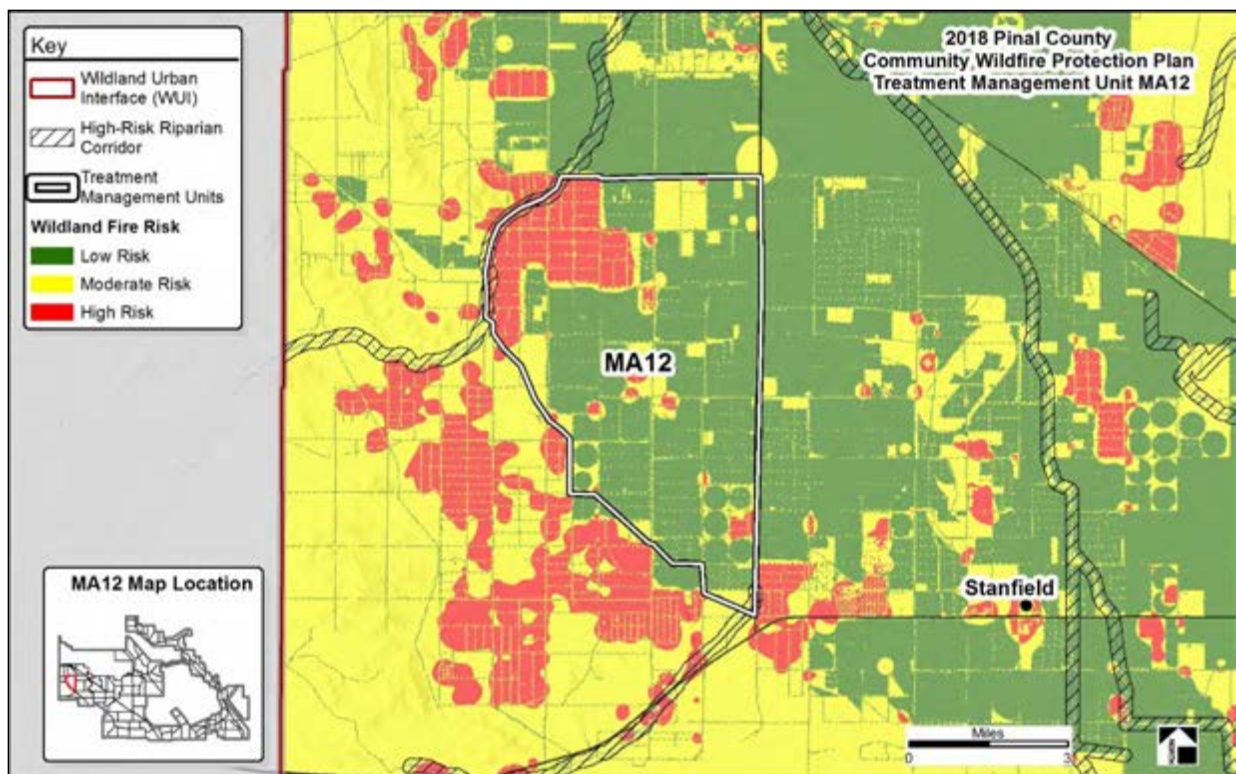 Key
Wildland Urban
Interface (WUI)
High-Risk Riparian
Corridor
Treatment
Management Units
Wildland Fire Risk
Low Risk
Moderate Risk
High Risk
2018 Pinal County
Community Wildfire Protection Plan
Treatment Management Unit MA12
MA12
Stanfield
MA12 Map Location
Miles
0 3